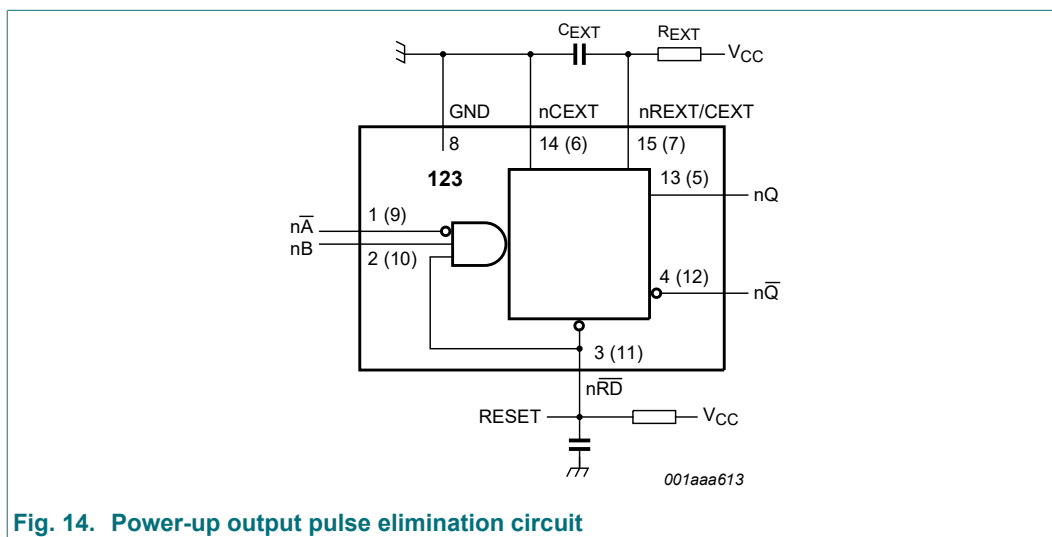 CEXT REXT
VCC
GND nCEXT nREXT/CEXT
8 14 (6) 15 (7)
123 13 (5)
nQ
nA̅ 1 (9)
nB 2 (10)
4 (12) nQ̅
3 (11)
nR̅D̅
RESET VCC
001aaa613
Fig. 14. Power-up output pulse elimination circuit